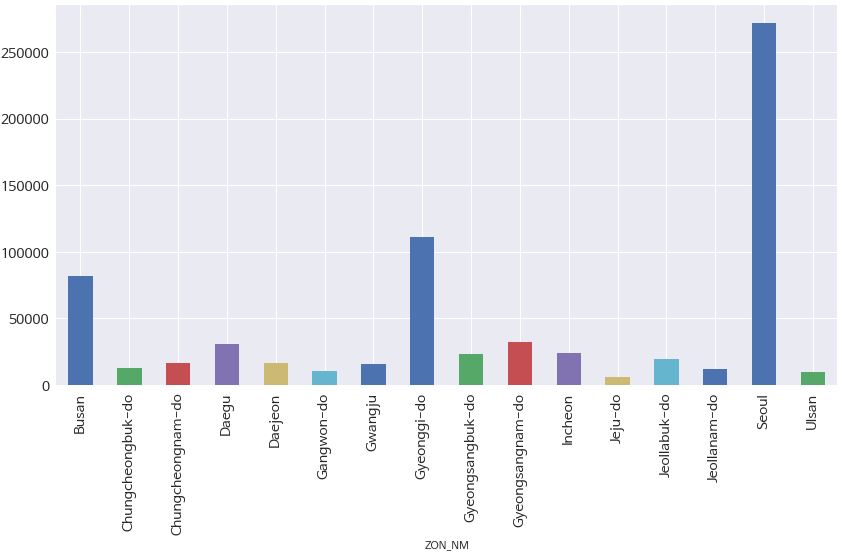 250000
200000
150000
100000
50000
0
Busan
Chungcheongbuk-do
Chungcheongnam-do
Daegu
Daejeon
Gangwon-do
Gwangju
Gyeonggi-do
Gyeongsangbuk-do
Gyeongsangnam-do
Incheon
Jeju-do
Jeollabuk-do
Jeollanam-do
Seoul
Ulsan
ZON_NM